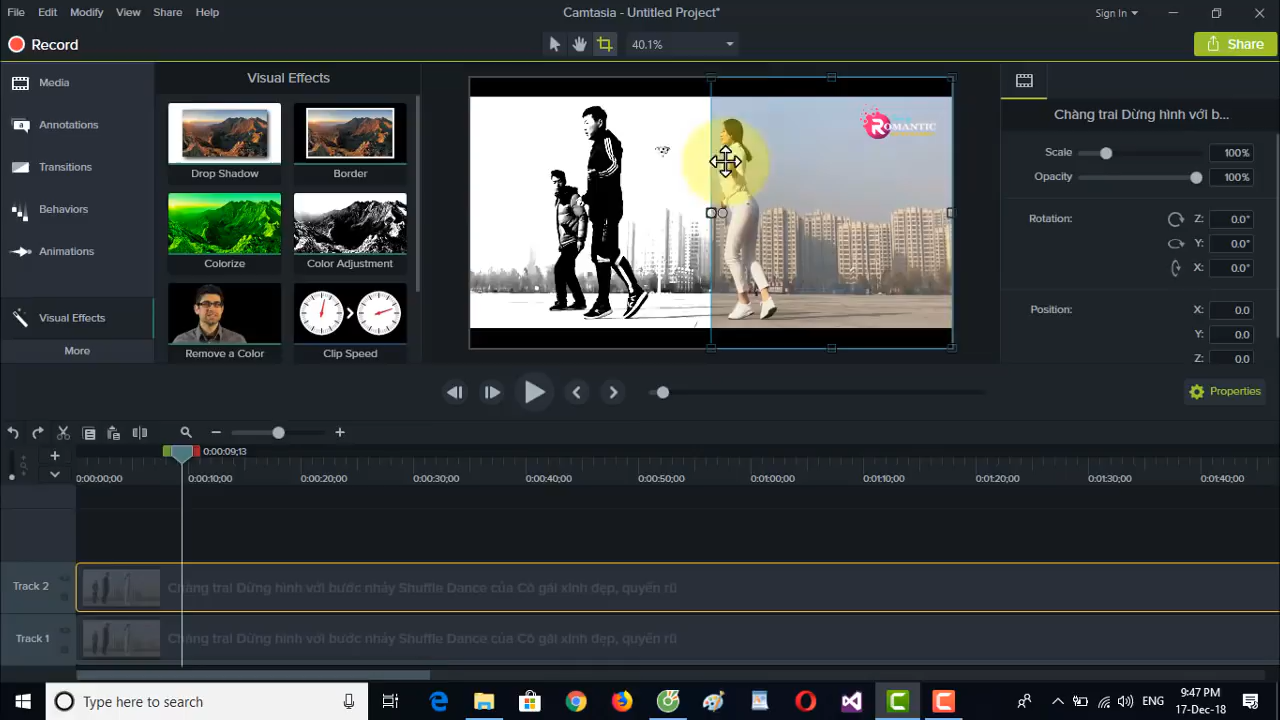 File Edit Modify View Share Help
Camtasia - Untitled Project*
Sign In
Record
40.1%
Share
Media
Annotations
Transitions
Behaviors
Animations
Visual Effects
More
Visual Effects
Drop Shadow
Border
Colorize
Color Adjustment
Remove a Color
Clip Speed
ROMANTIC
Chàng trai Dừng hình với b...
Scale 100%
Opacity 100%
Rotation: Z: 0.0°
Y: 0.0°
X: 0.0°
Position: X: 0.0
Y: 0.0
Z: 0.0
Properties
0:00:09;13
0:00:00;00 0:00:10;00 0:00:20;00 0:00:30;00 0:00:40;00 0:00:50;00 0:01:00;00 0:01:10;00 0:01:20;00 0:01:30;00 0:01:40;00
Track 2
Chàng trai Dừng hình với bước nhảy Shuffle Dance của Cô gái xinh đẹp, quyến rũ
Track 1
Chàng trai Dừng hình với bước nhảy Shuffle Dance của Cô gái xinh đẹp, quyến rũ
Type here to search
ENG
9:47 PM
17-Dec-18